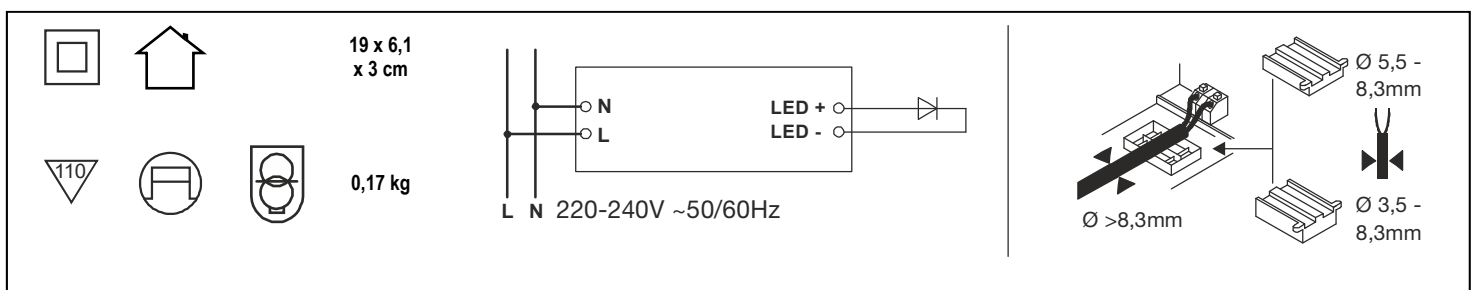 19 x 6,1
x 3 cm
110
0,17 kg
N
L
LED +
LED -
L N 220-240V ~50/60Hz
Ø >8,3mm
Ø 5,5 -
8,3mm
Ø 3,5 -
8,3mm